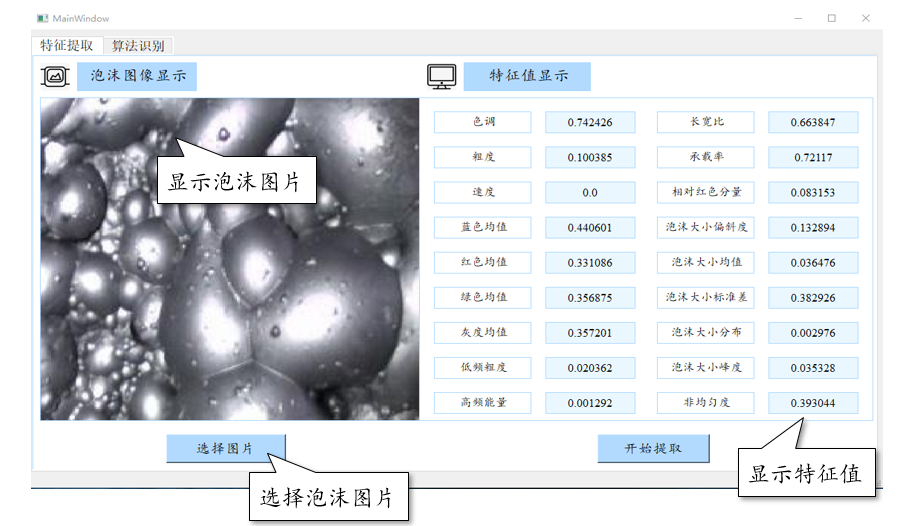 MainWindow
特征提取 算法识别
泡沫图像显示
特征值显示
显示泡沫图片
色调 0.742426 长宽比 0.663847
粗度 0.100385 承载率 0.72117
速度 0.0 相对红色分量 0.083153
蓝色均值 0.440601 泡沫大小偏斜度 0.132894
红色均值 0.331086 泡沫大小均值 0.036476
绿色均值 0.356875 泡沫大小标准差 0.382926
灰度均值 0.357201 泡沫大小分布 0.002976
低频粗度 0.020362 泡沫大小峰度 0.035328
高频能量 0.001292 非均匀度 0.393044
选择图片
开始提取
显示特征值
选择泡沫图片